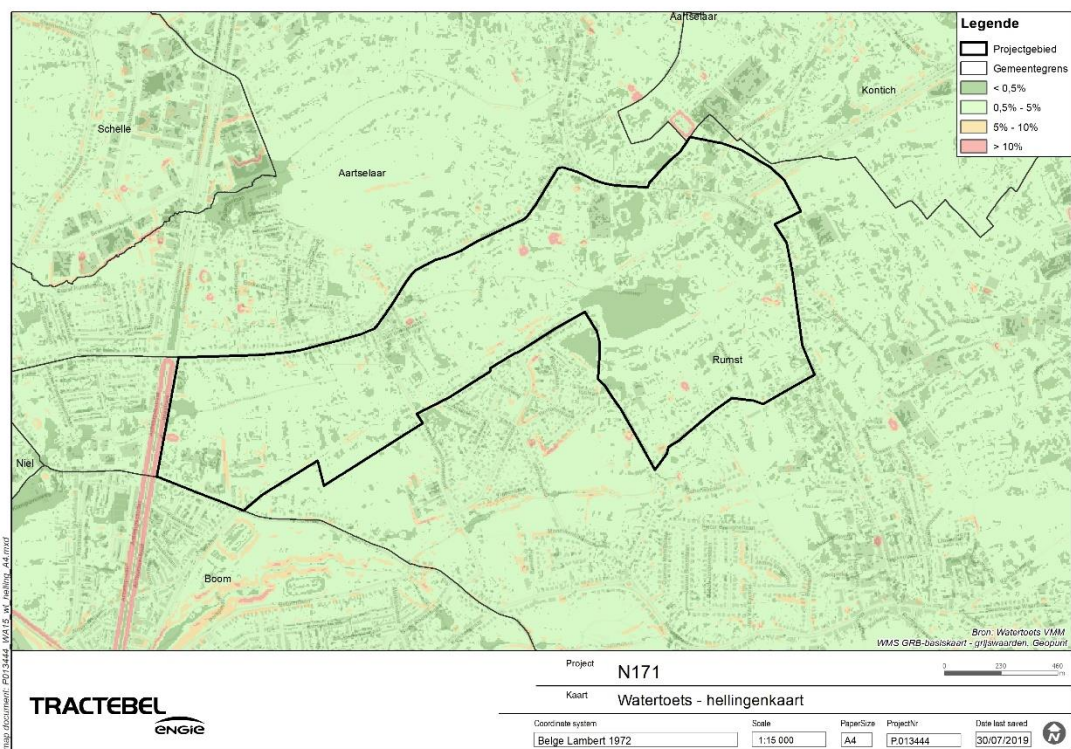 Aartselaar
Legende
Projectgebied
Gemeentegrens
< 0,5%
0,5% - 5%
5% - 10%
> 10%
Kontich
Schelle
Aartselaar
Rumst
Niel
Boom
Bron: Watertoets VMM
WMS GRB-basiskaart - grijswaarden, Geopunt
map document: P013444_WA15_wt_helling_A4.mxd
Project
N171
0 230 460
m
Kaart
Watertoets - hellingenkaart
TRACTEBEL
ENGIE
Coordinate system
Scale
PaperSize
ProjectNr
Date last saved
Belge Lambert 1972
1:15 000
A4
P.013444
30/07/2019